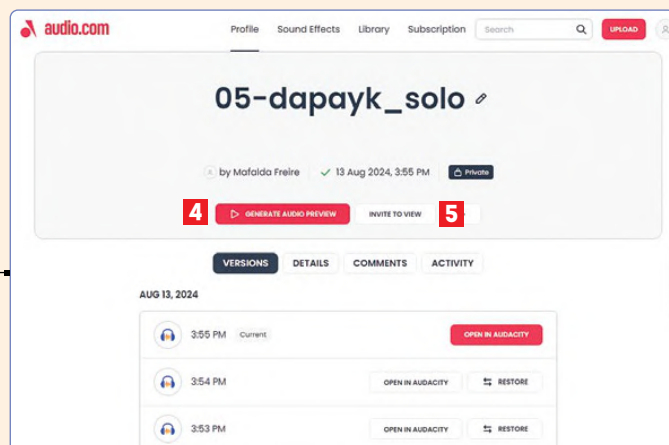 audio.com Profile Sound Effects Library Subscription Search UPLOAD
05-dapayk_solo
by Mafalda Freire 13 Aug 2024, 3:55 PM Private
4 GENERATE AUDIO PREVIEW INVITE TO VIEW 5
VERSIONS DETAILS COMMENTS ACTIVITY
AUG 13, 2024
3:55 PM Current OPEN IN AUDACITY
3:54 PM OPEN IN AUDACITY RESTORE
3:53 PM OPEN IN AUDACITY RESTORE